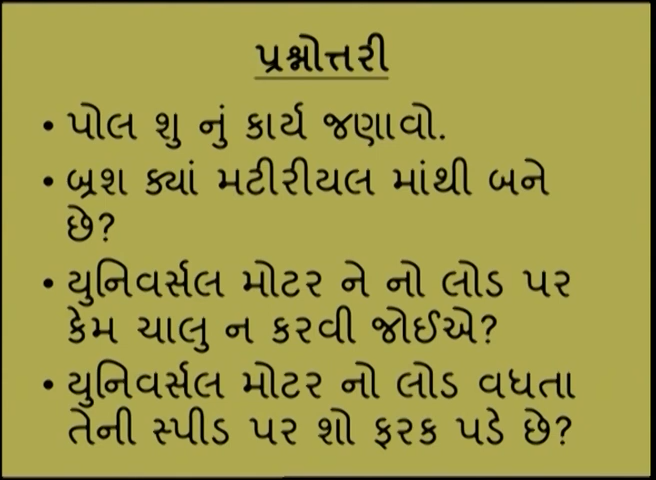 પ્રશ્નોત્તરી
• પોલ શુ નું કાર્ય જણાવો.
• બ્રશ ક્યાં મટીરીયલ માંથી બને
છે?
• યુનિવર્સલ મોટર ને નો લોડ પર
કેમ ચાલુ ન કરવી જોઈએ?
• યુનિવર્સલ મોટર નો લોડ વધતા
તેની સ્પીડ પર શો ફરક પડે છે?